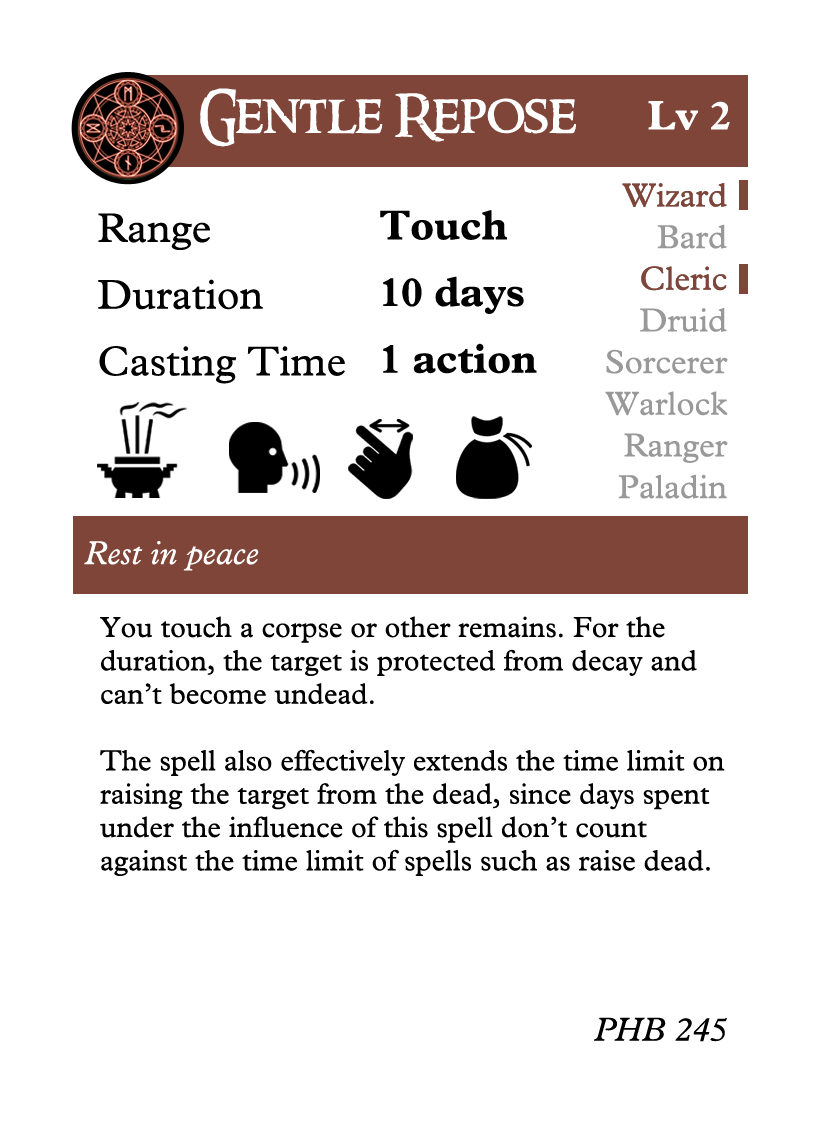 GENTLE REPOSE Lv 2
Wizard
Bard
Cleric
Druid
Sorcerer
Warlock
Ranger
Paladin
Range Touch
Duration 10 days
Casting Time 1 action
Rest in peace
You touch a corpse or other remains. For the
duration, the target is protected from decay and
can’t become undead.
The spell also effectively extends the time limit on
raising the target from the dead, since days spent
under the influence of this spell don’t count
against the time limit of spells such as raise dead.
PHB 245